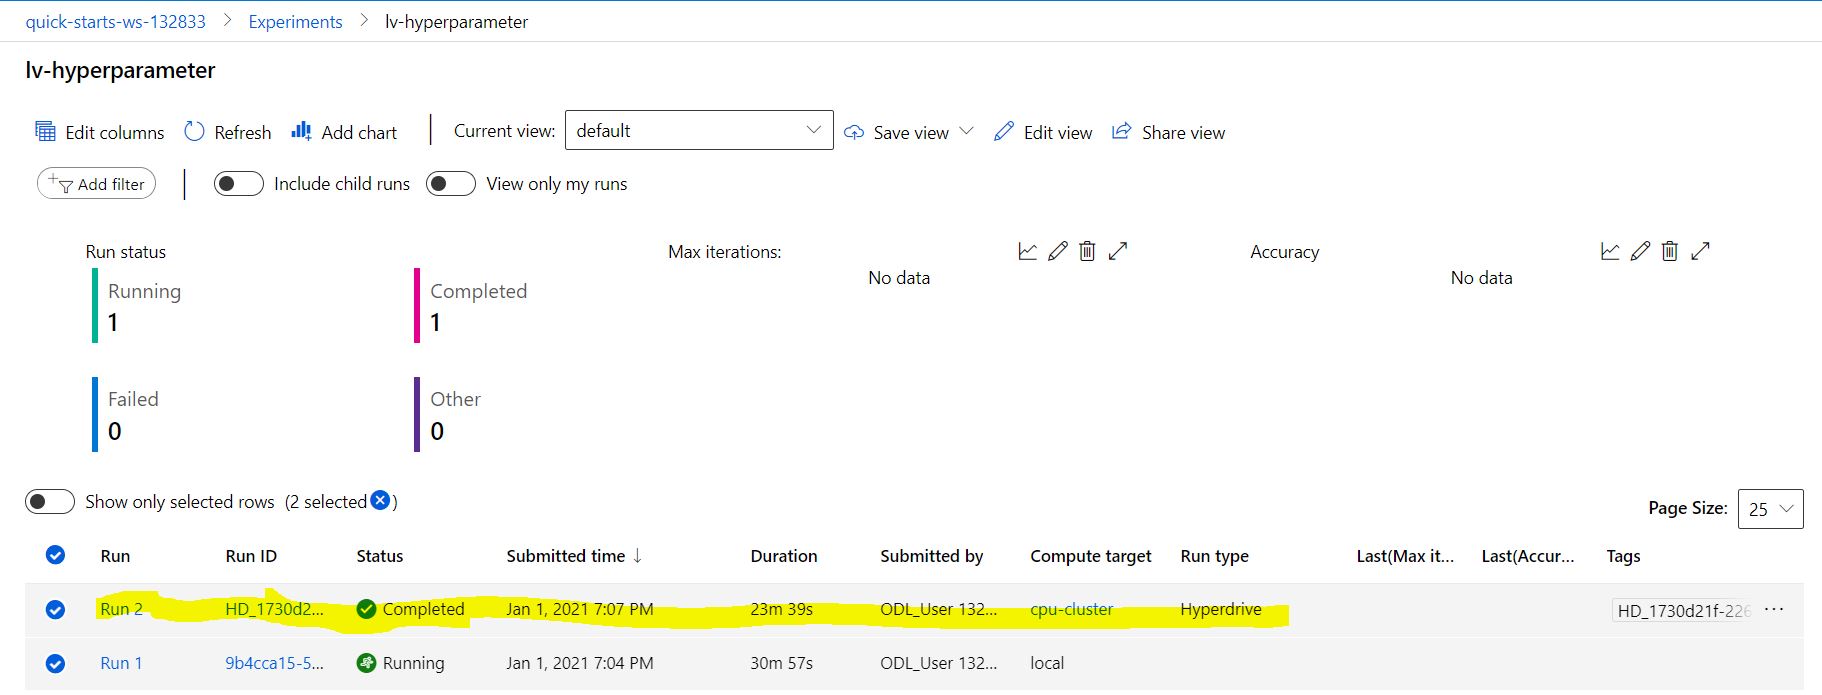 quick-starts-ws-132833 > Experiments > lv-hyperparameter
lv-hyperparameter
Edit columns Refresh Add chart Current view: default Save view Edit view Share view
Add filter Include child runs View only my runs
Run status Max iterations: Accuracy
No data No data
Running Completed
1 1
Failed Other
0 0
Show only selected rows (2 selected )
Page Size: 25
Run Run ID Status Submitted time ↓ Duration Submitted by Compute target Run type Last(Max it... Last(Accur... Tags
Run 2 HD_1730d2... Completed Jan 1, 2021 7:07 PM 23m 39s ODL_User 132... cpu-cluster Hyperdrive HD_1730d21f-226 ...
Run 1 9b4cca15-5... Running Jan 1, 2021 7:04 PM 30m 57s ODL_User 132... local